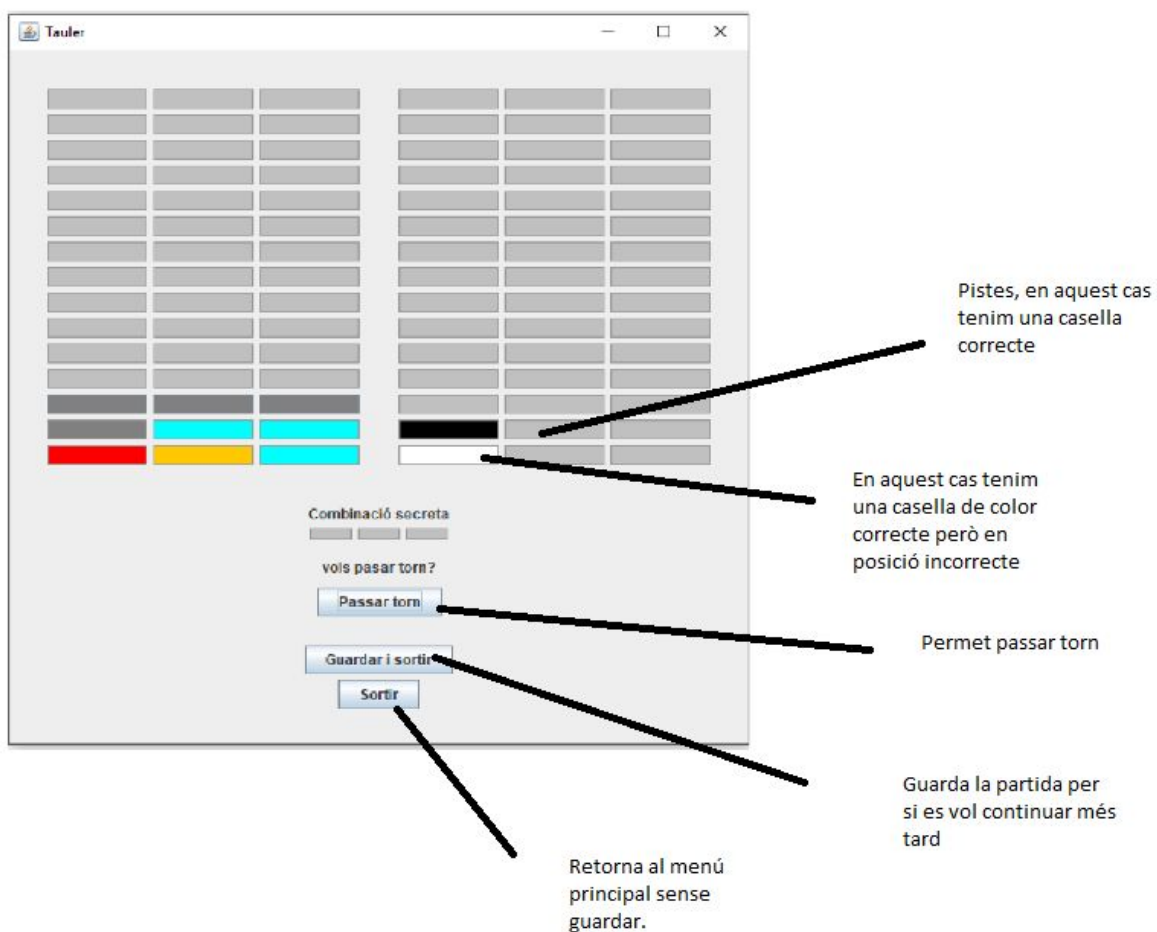 Tauler
Pistes, en aquest cas
tenim una casella
correcte
En aquest cas tenim
una casella de color
correcte però en
posició incorrecte
Combinació secreta
vols pasar torn?
Passar torn
Permet passar torn
Guardar i sortir
Sortir
Guarda la partida per
si es vol continuar més
tard
Retorna al menú
principal sense
guardar.